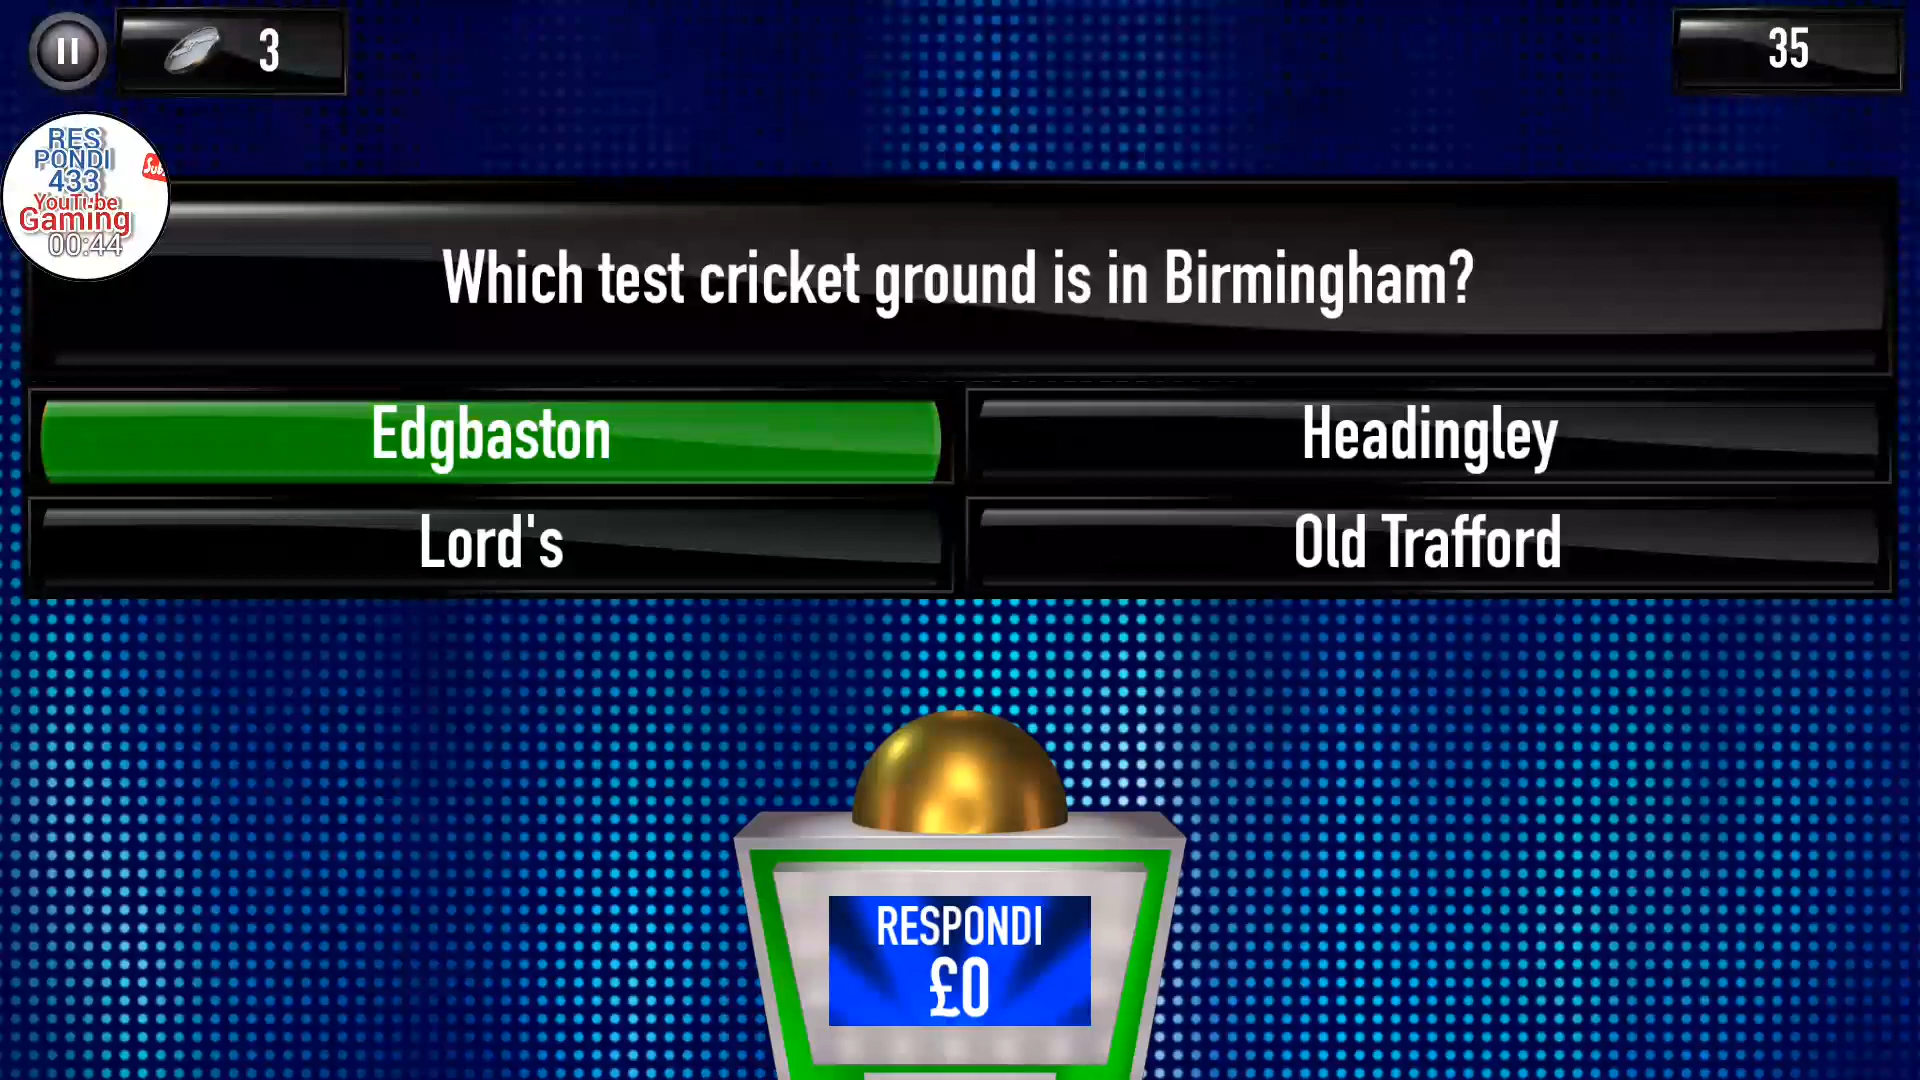 3
35
RES
PONDI
433
YouTube
Gaming
00:44
Sub
Which test cricket ground is in Birmingham?
Edgbaston
Headingley
Lord's
Old Trafford
RESPONDI
£0